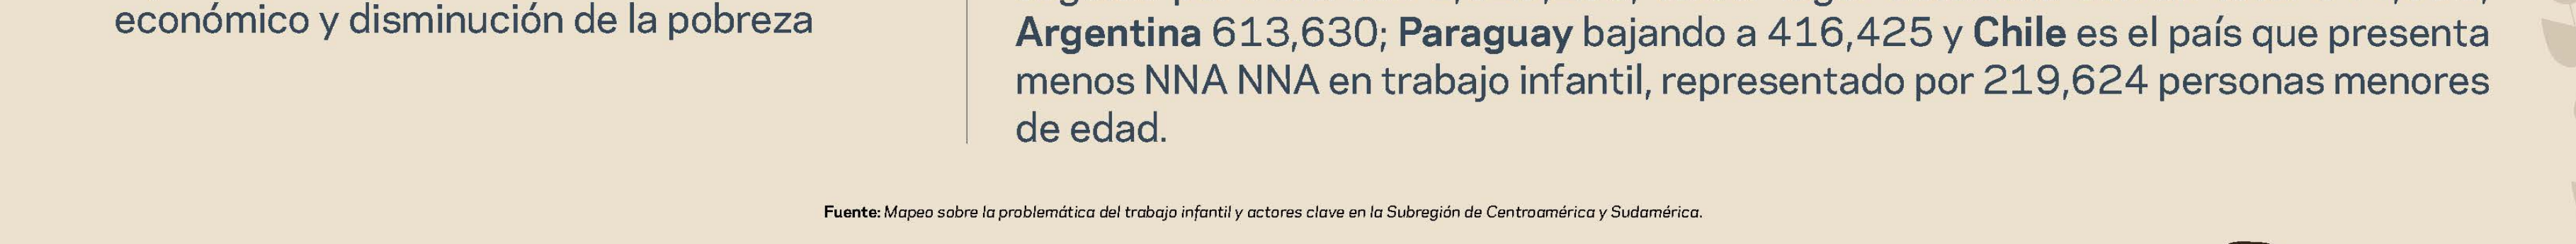 económico y disminución de la pobreza
Argentina 613,630; Paraguay bajando a 416,425 y Chile es el país que presenta
menos NNA NNA en trabajo infantil, representado por 219,624 personas menores
de edad.
Fuente: Mapeo sobre la problemática del trabajo infantil y actores clave en la Subregión de Centroamérica y Sudamérica.